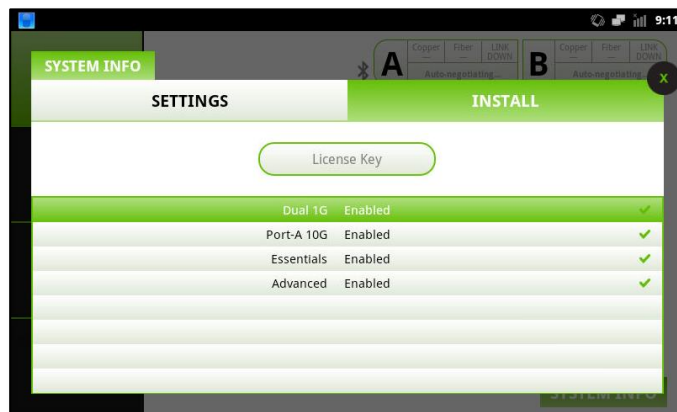 9:11
Copper Fiber LINK DOWN Copper Fiber LINK DOWN
SYSTEM INFO
A
B
Auto-negotiating... Auto-negotiating...
X
SETTINGS INSTALL
License Key
Dual 1G Enabled
Port-A 10G Enabled
Essentials Enabled
Advanced Enabled
SYSTEM INFO